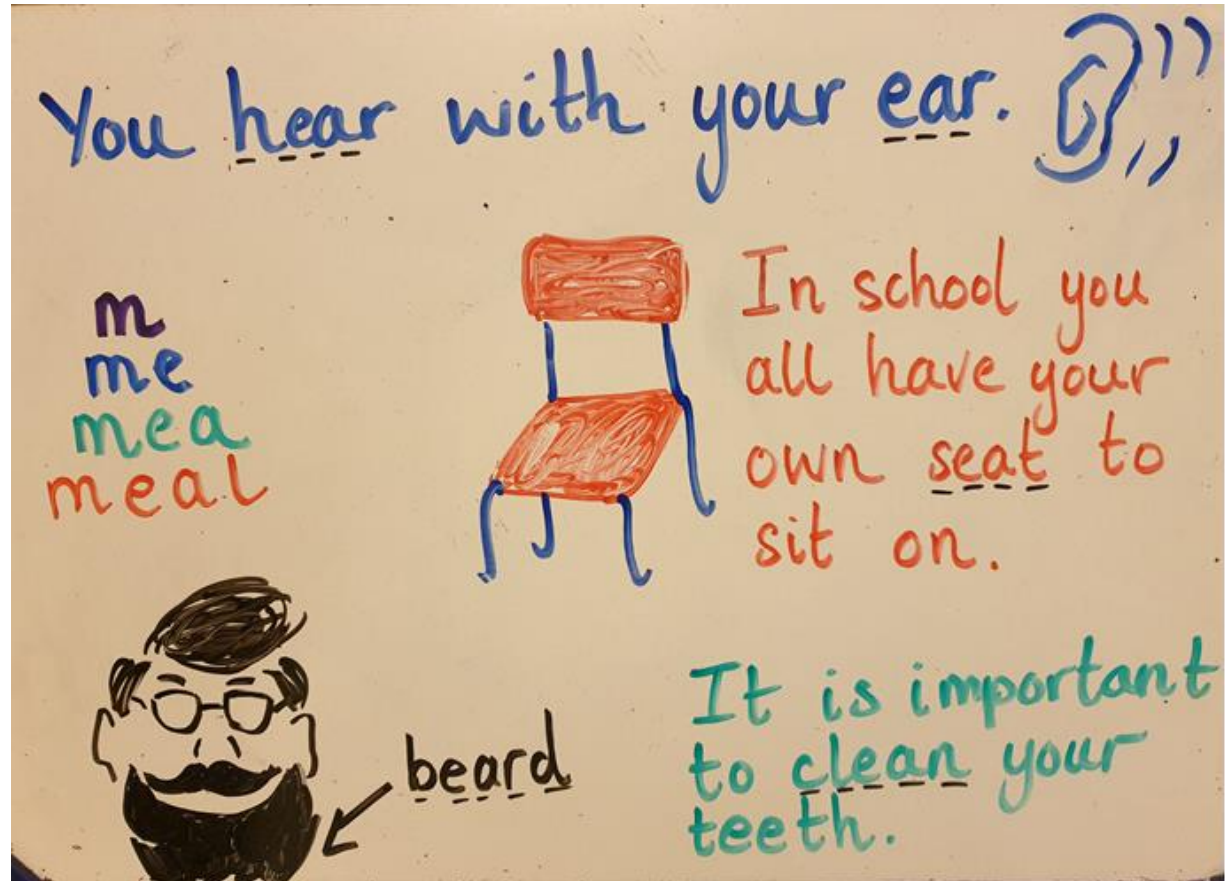 You hear with your ear.
m
me
mea
meal
In school you
all have your
own seat to
sit on.
beard
It is important
to clean your
teeth.